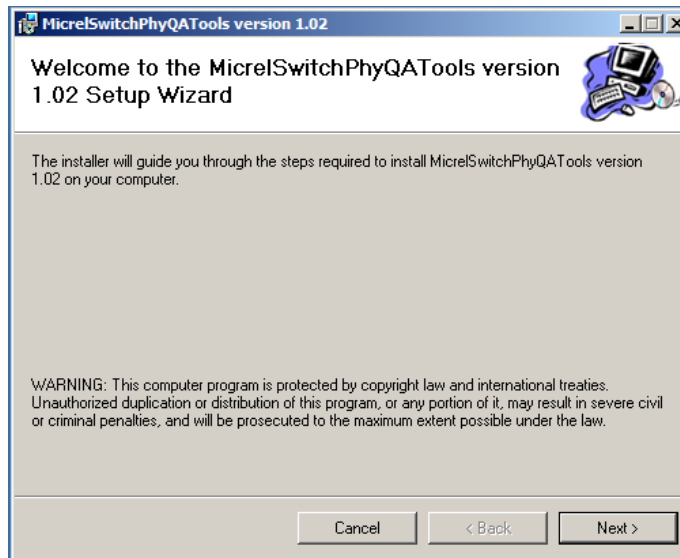 MicrelSwitchPhyQATools version 1.02
Welcome to the MicrelSwitchPhyQATools version
1.02 Setup Wizard
The installer will guide you through the steps required to install MicrelSwitchPhyQATools version
1.02 on your computer.
WARNING: This computer program is protected by copyright law and international treaties.
Unauthorized duplication or distribution of this program, or any portion of it, may result in severe civil
or criminal penalties, and will be prosecuted to the maximum extent possible under the law.
Cancel < Back Next >